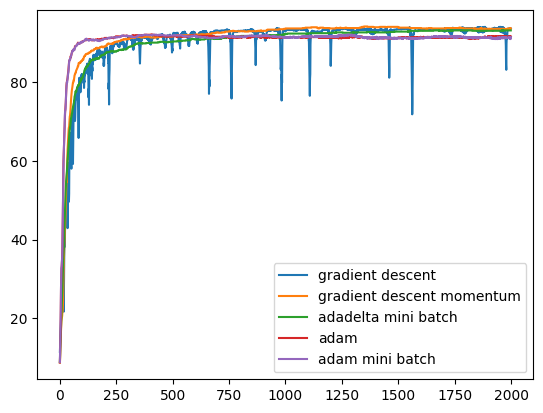 80
60
40
20
0
250
500
750
1000
1250
1500
1750
2000
gradient descent
gradient descent momentum
adadelta mini batch
adam
adam mini batch